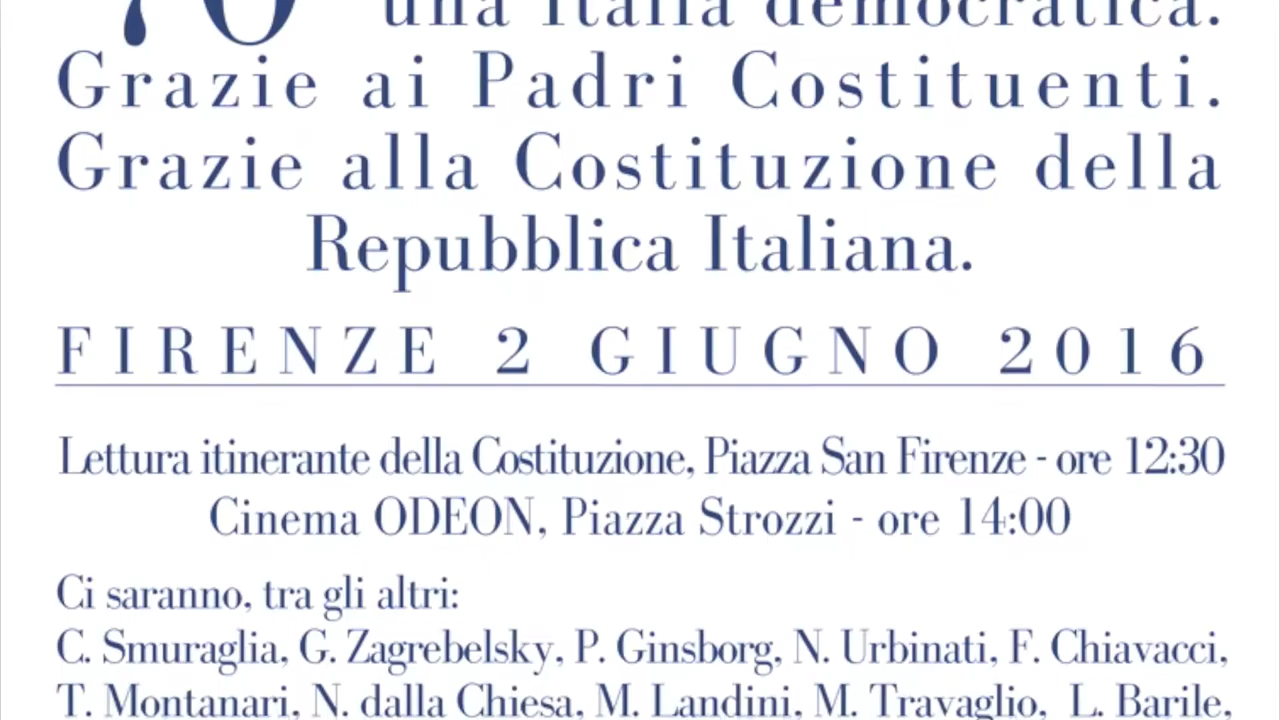 70 una Italia democratica.
Grazie ai Padri Costituenti.
Grazie alla Costituzione della
Repubblica Italiana.
FIRENZE 2 GIUGNO 2016
Lettura itinerante della Costituzione, Piazza San Firenze - ore 12:30
Cinema ODEON, Piazza Strozzi - ore 14:00
Ci saranno, tra gli altri:
C. Smuraglia, G. Zagrebelsky, P. Ginsborg, N. Urbinati, F. Chiavacci,
T. Montanari, N. dalla Chiesa, M. Landini, M. Travaglio, L. Barile,